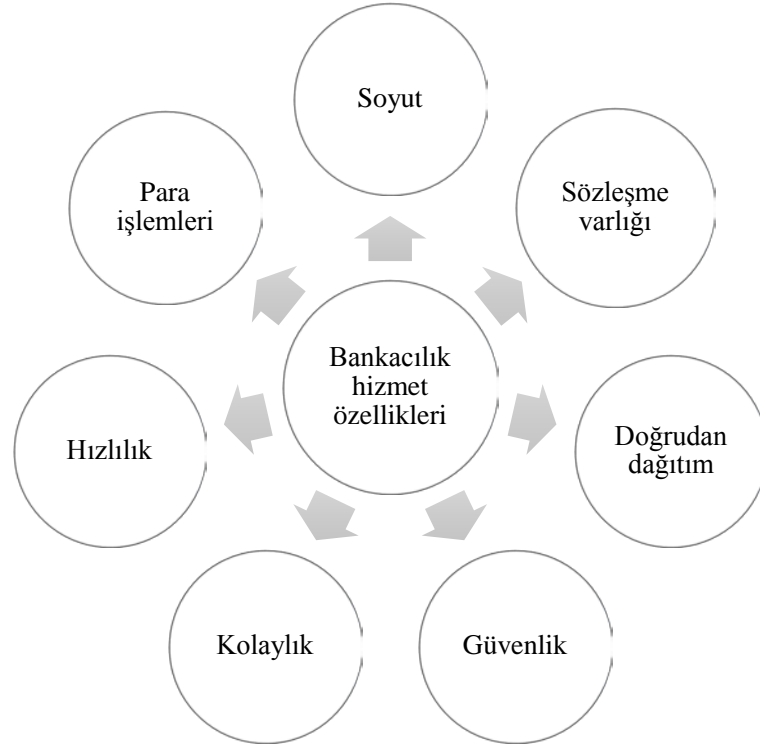 Soyut
Para
işlemleri
Sözleşme
varlığı
Bankacılık
hizmet
özellikleri
Hızlılık
Doğrudan
dağıtım
Kolaylık
Güvenlik